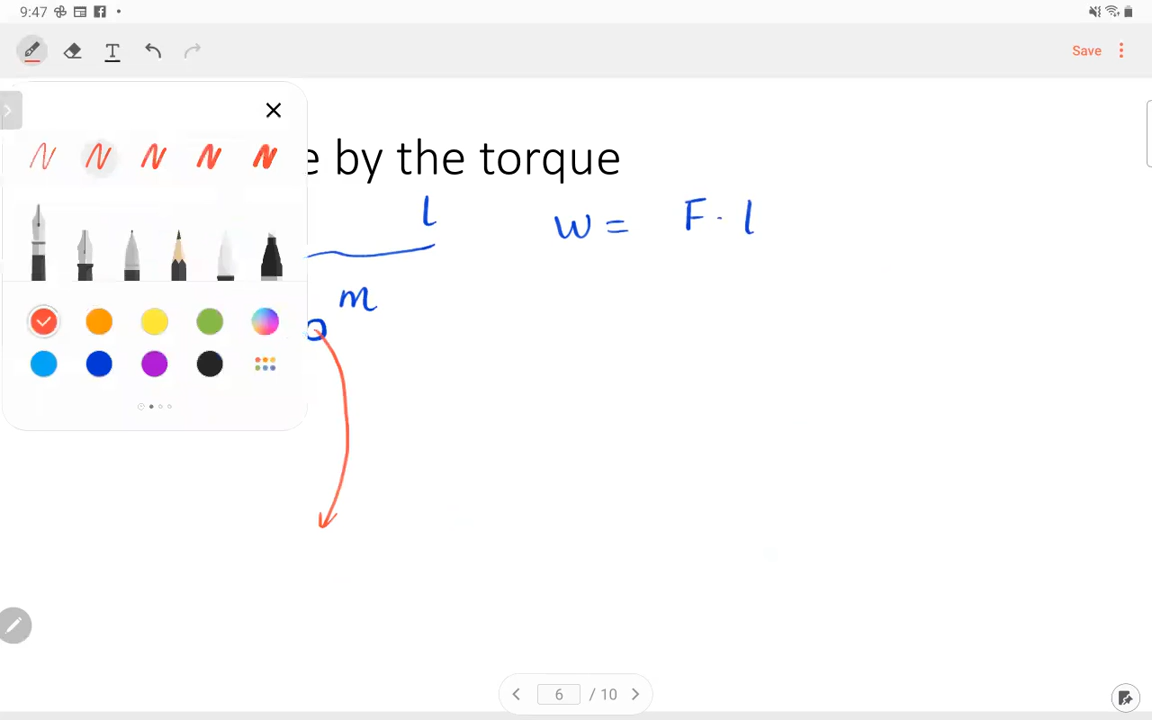 9:47
T Save
e by the torque
l w = F · l
m
6 / 10